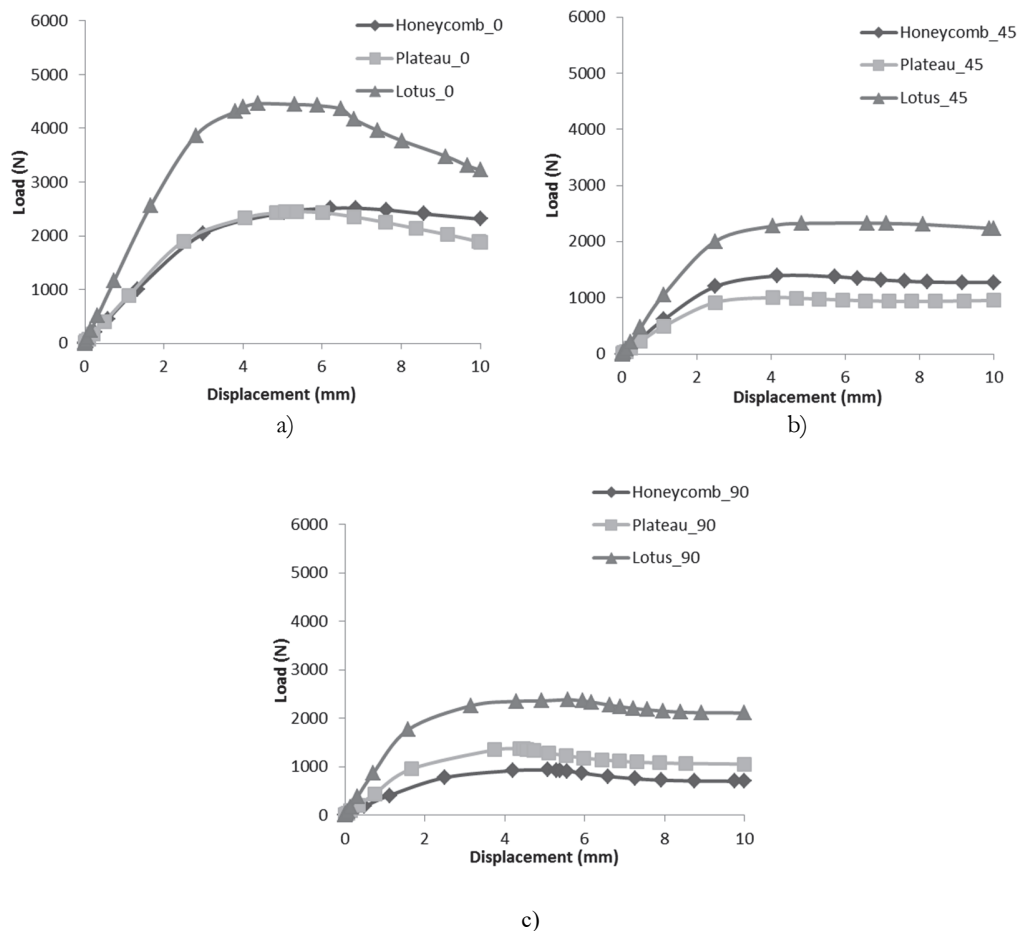 6000
5000
4000
3000
2000
1000
0
0 2 4 6 8 10
Load (N)
Displacement (mm)
Honeycomb_0
Plateau_0
Lotus_0
a)
6000
5000
4000
3000
2000
1000
0
0 2 4 6 8 10
Load (N)
Displacement (mm)
Honeycomb_45
Plateau_45
Lotus_45
b)
Honeycomb_90
Plateau_90
Lotus_90
6000
5000
4000
3000
2000
1000
0
0 2 4 6 8 10
Load (N)
Displacement (mm)
c)